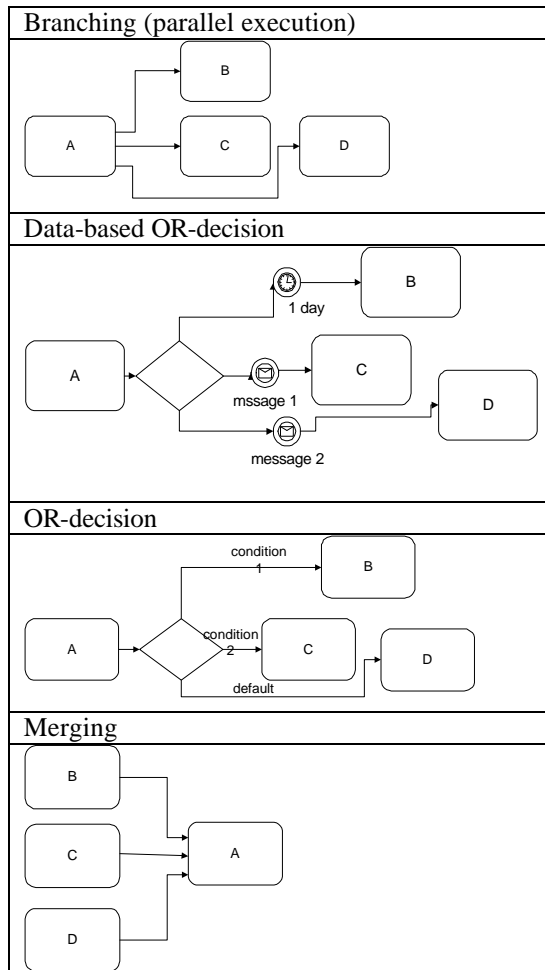 Branching (parallel execution)
B
A
C
D
Data-based OR-decision
B
1 day
A
C
mssage 1
D
message 2
OR-decision
condition
1
B
condition
2
A
C
D
default
Merging
B
C
A
D